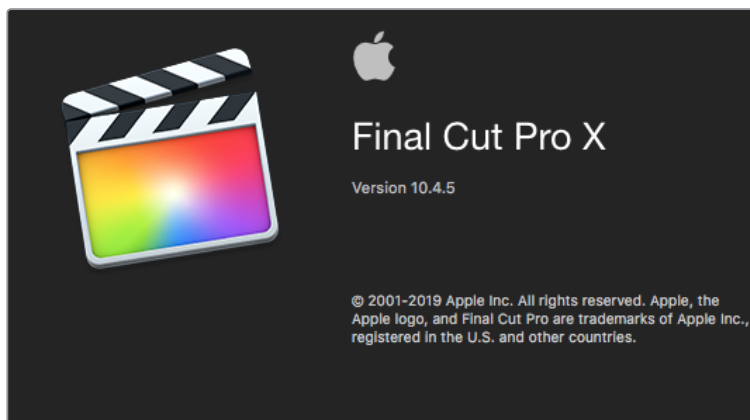 Final Cut Pro X
Version 10.4.5
© 2001-2019 Apple Inc. All rights reserved. Apple, the
Apple logo, and Final Cut Pro are trademarks of Apple Inc.,
registered in the U.S. and other countries.